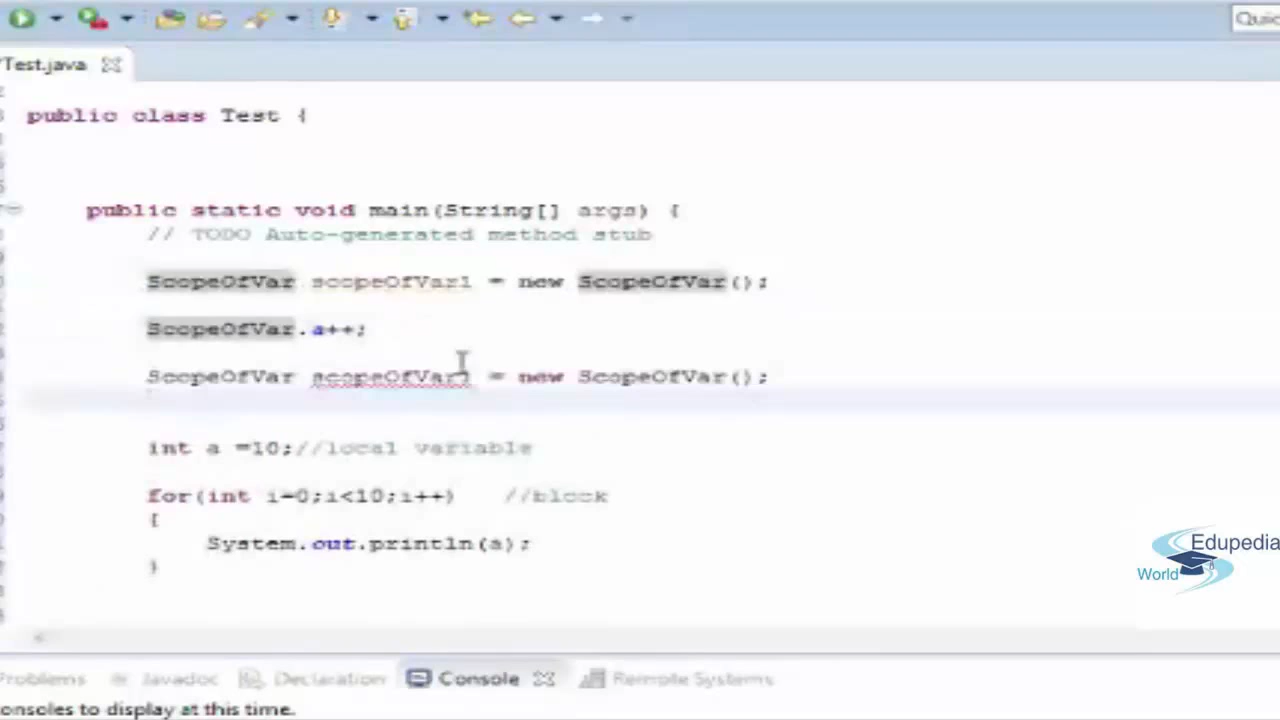 Quic
Test.java
public class Test {
public static void main(String[] args) {
// TODO Auto-generated method stub
ScopeOfVar scopeOfVar1 = new ScopeOfVar();
ScopeOfVar.a++;
ScopeOfVar = new ScopeOfVar();
int a =10;//local variable
for(int i=0;i<10;i++) //block
{
System.out.println(a);
}
Edupedia
World
Problems Javadoc Declaration Console Remote Systems
onsoles to display at this time.